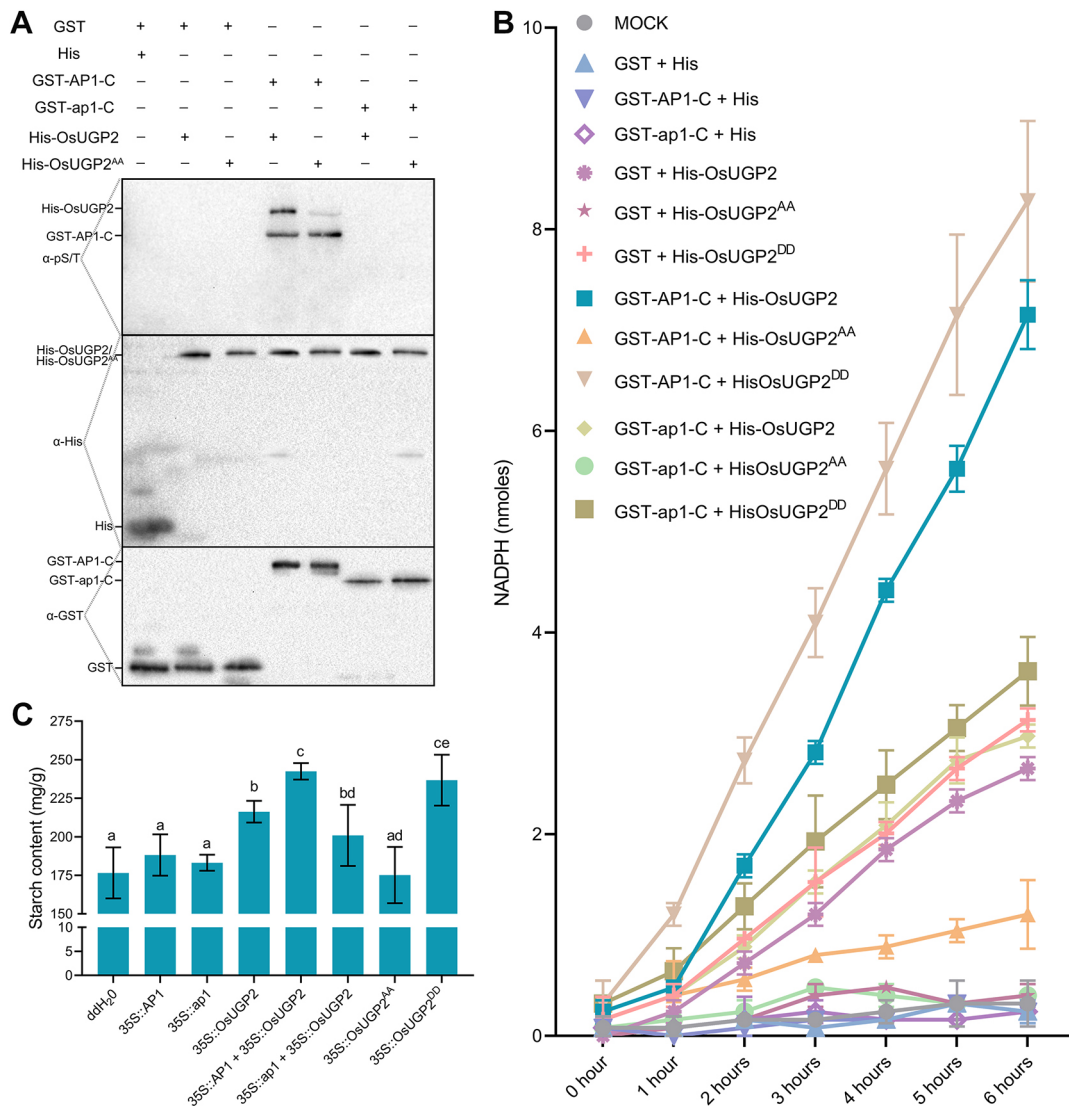 A
GST + + + – – – –
His + – – – – – –
GST-AP1-C – – – + + – –
GST-ap1-C – – – – – + +
His-OsUGP2 – + – + – + –
His-OsUGP2AA – – + – + – +
His-OsUGP2
GST-AP1-C
α-pS/T
His-OsUGP2/
His-OsUGP2AA
α-His
His
GST-AP1-C
GST-ap1-C
α-GST
GST
B
NADPH (nmoles)
10
8
6
4
2
0
MOCK
GST + His
GST-AP1-C + His
GST-ap1-C + His
GST + His-OsUGP2
GST + His-OsUGP2AA
GST + His-OsUGP2DD
GST-AP1-C + His-OsUGP2
GST-AP1-C + His-OsUGP2AA
GST-AP1-C + HisOsUGP2DD
GST-ap1-C + His-OsUGP2
GST-ap1-C + HisOsUGP2AA
GST-ap1-C + HisOsUGP2DD
0 hour
1 hour
2 hours
3 hours
4 hours
5 hours
6 hours
C
Starch content (mg/g)
275
250
225
200
175
150
10
5
0
a
a
a
b
c
bd
ad
ce
ddH20
35S::AP1
35S::ap1
35S::OsUGP2
35S::AP1 + 35S::OsUGP2
35S::ap1 + 35S::OsUGP2
35S::OsUGP2AA
35S::OsUGP2DD